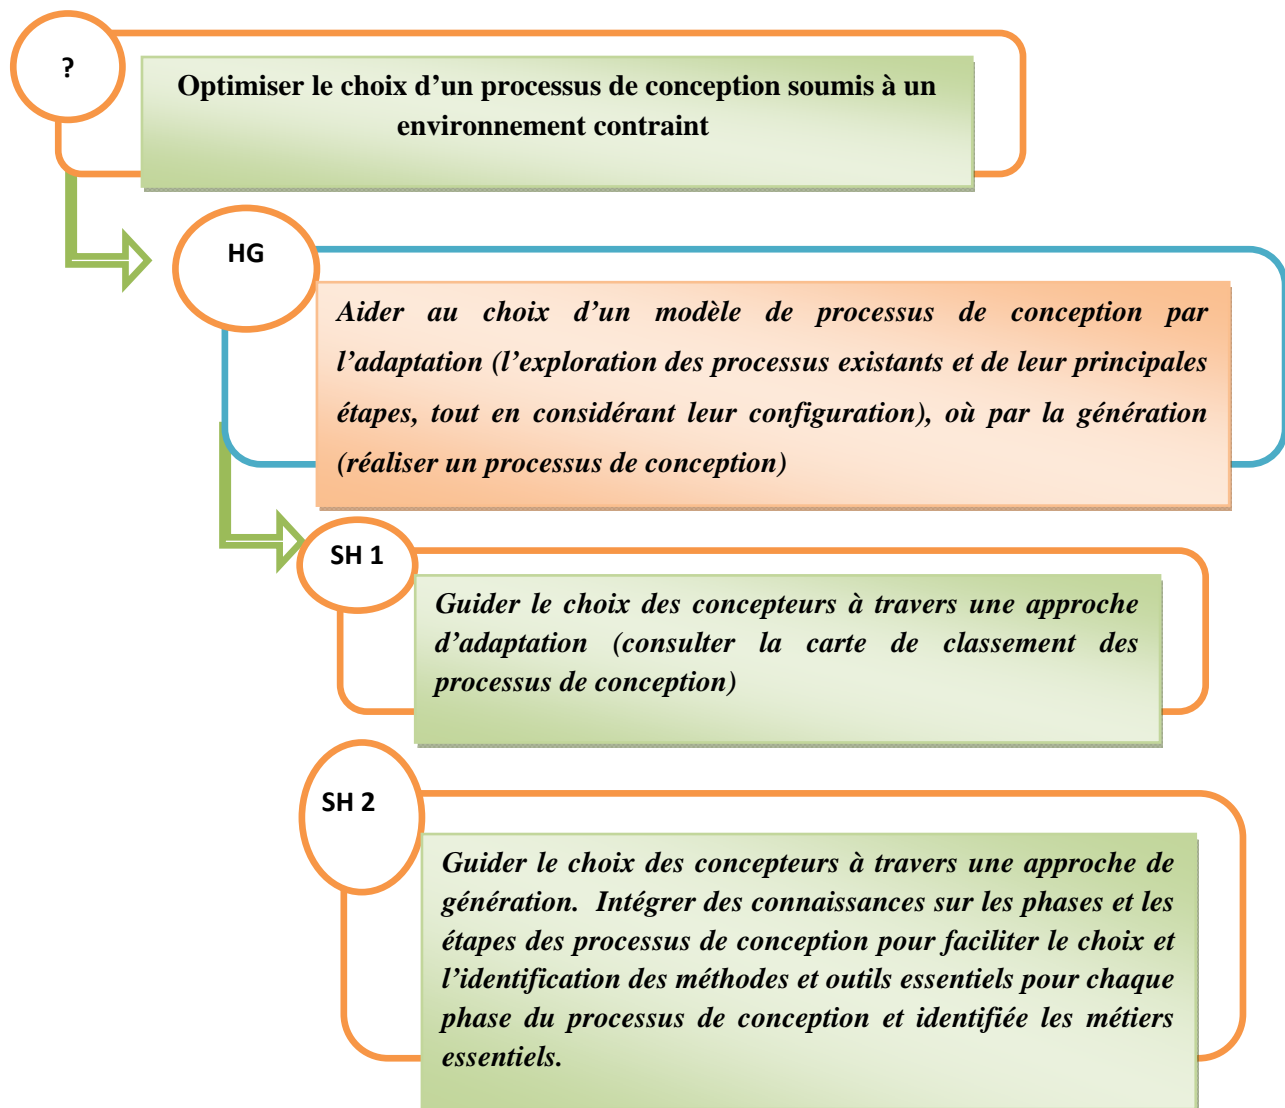 ?
Optimiser le choix d’un processus de conception soumis à un
environnement contraint
HG
Aider au choix d’un modèle de processus de conception par
l’adaptation (l’exploration des processus existants et de leur principales
étapes, tout en considérant leur configuration), où par la génération
(réaliser un processus de conception)
SH 1
Guider le choix des concepteurs à travers une approche
d’adaptation (consulter la carte de classement des
processus de conception)
SH 2
Guider le choix des concepteurs à travers une approche de
génération. Intégrer des connaissances sur les phases et les
étapes des processus de conception pour faciliter le choix et
l’identification des méthodes et outils essentiels pour chaque
phase du processus de conception et identifiée les métiers
essentiels.